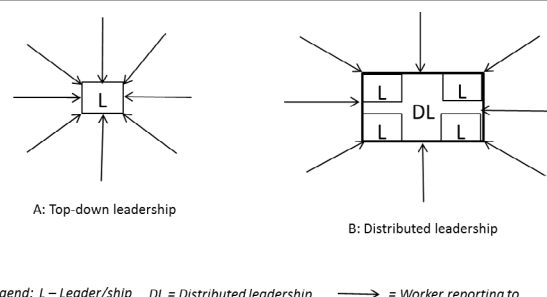 L
L
L
DL
L
L
A: Top-down leadership
B: Distributed leadership
L – Leader/ship DL = Distributed leadership = Worker reporting to